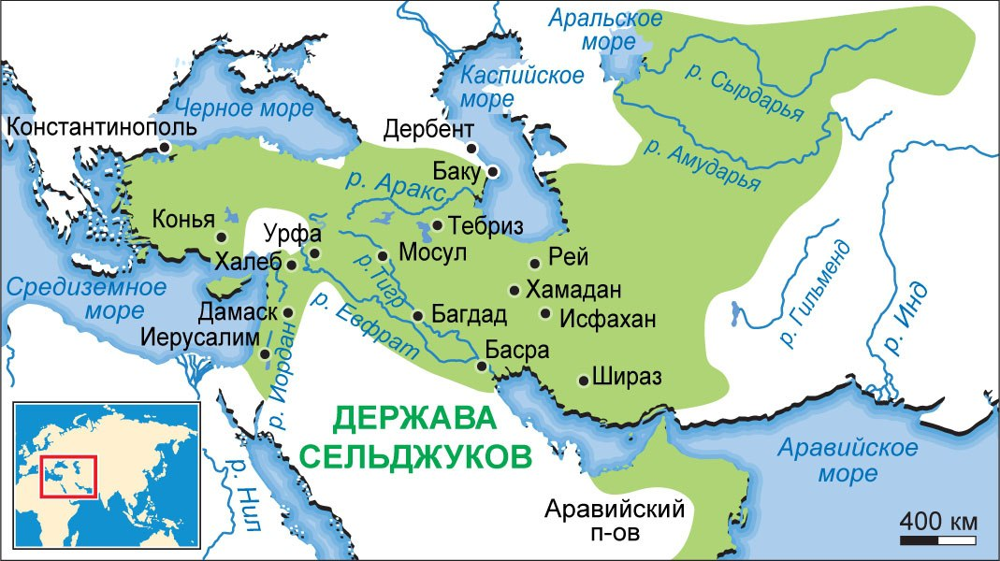 Аральское
море
Каспийское
море
р. Сырдарья
Черное море
Константинополь
Дербент
р. Амударья
Баку
р. Аракс
Конья
Урфа
Тебриз
Мосул
Халеб
Рей
р. Тигр
Средиземное
море
Хамадан
р. Гильменд
р. Инд
Дамаск
р. Евфрат
Багдад
Исфахан
Иерусалим
р. Иордан
Басра
Шираз
ДЕРЖАВА
СЕЛЬДЖУКОВ
Аравийское
море
р. Нил
Аравийский
п-ов
400 км